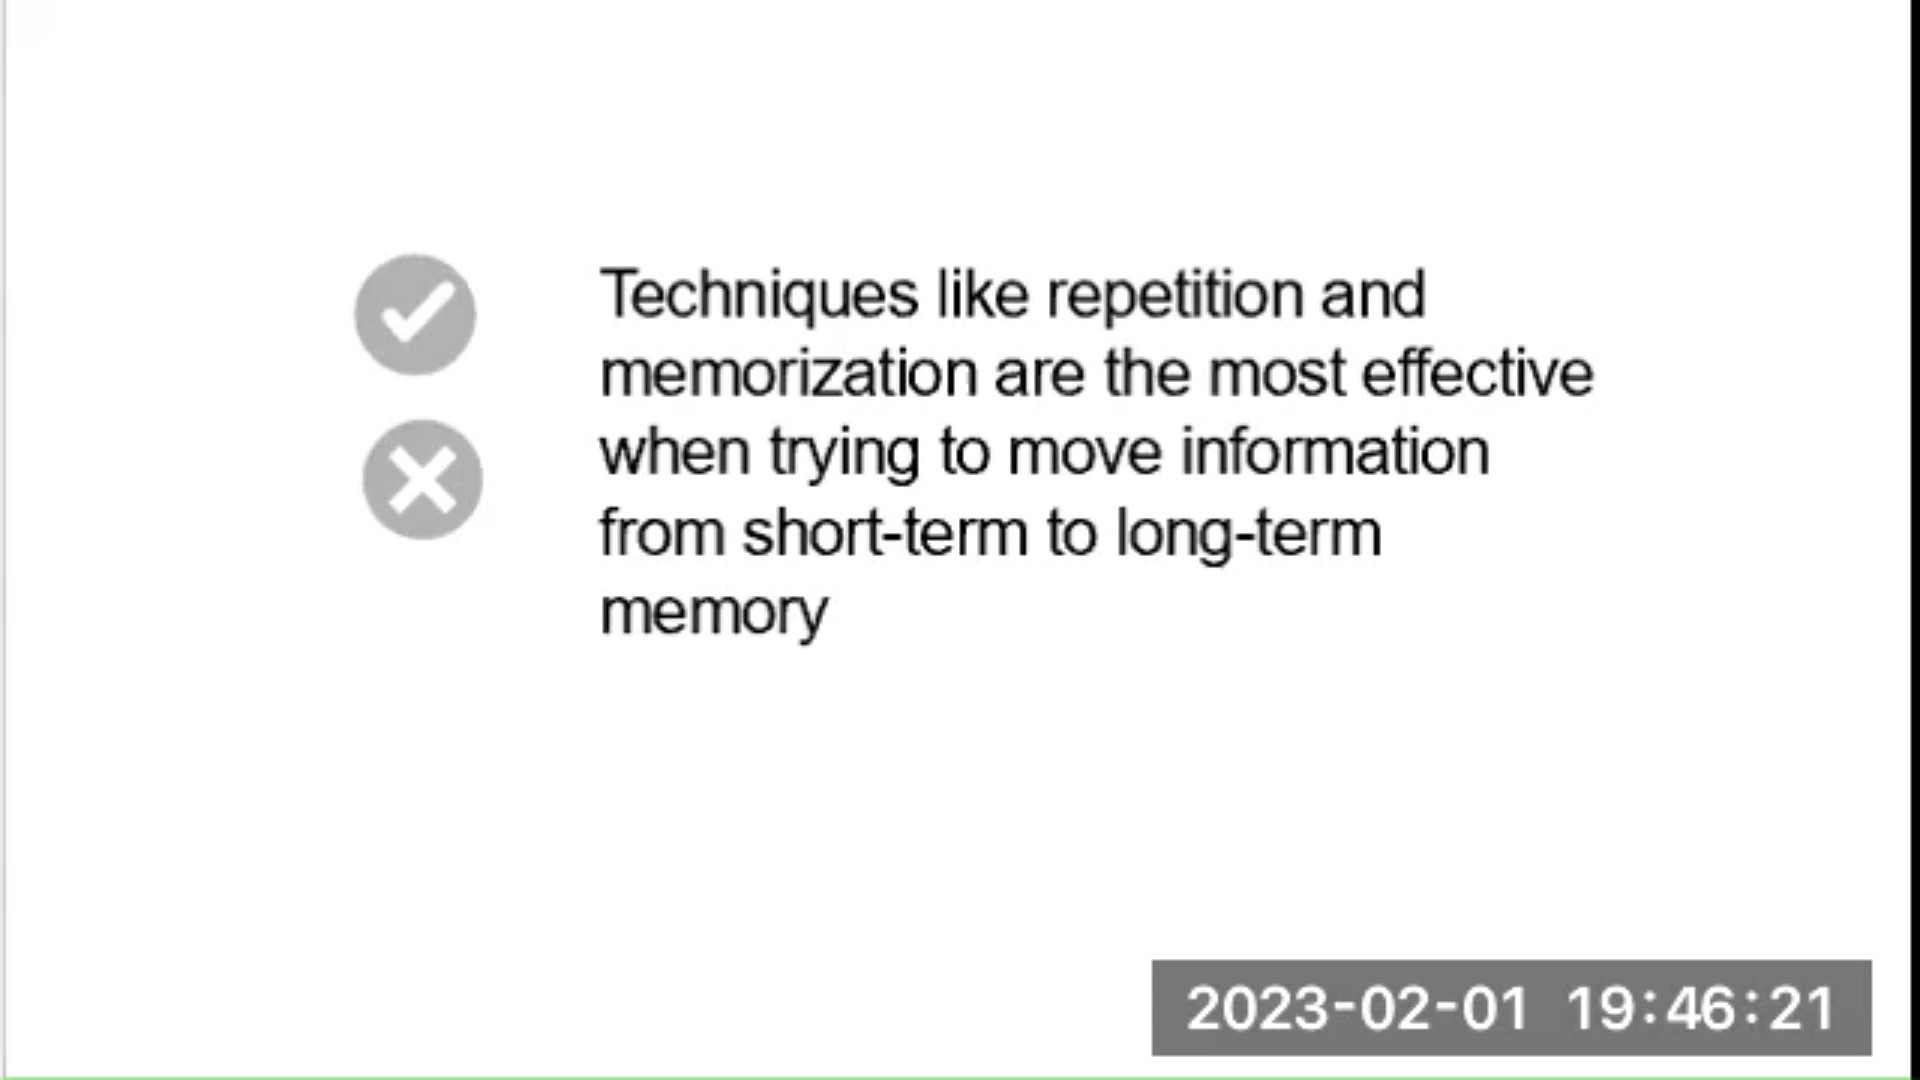 Techniques like repetition and
memorization are the most effective
when trying to move information
from short-term to long-term
memory
2023-02-01 19:46:21